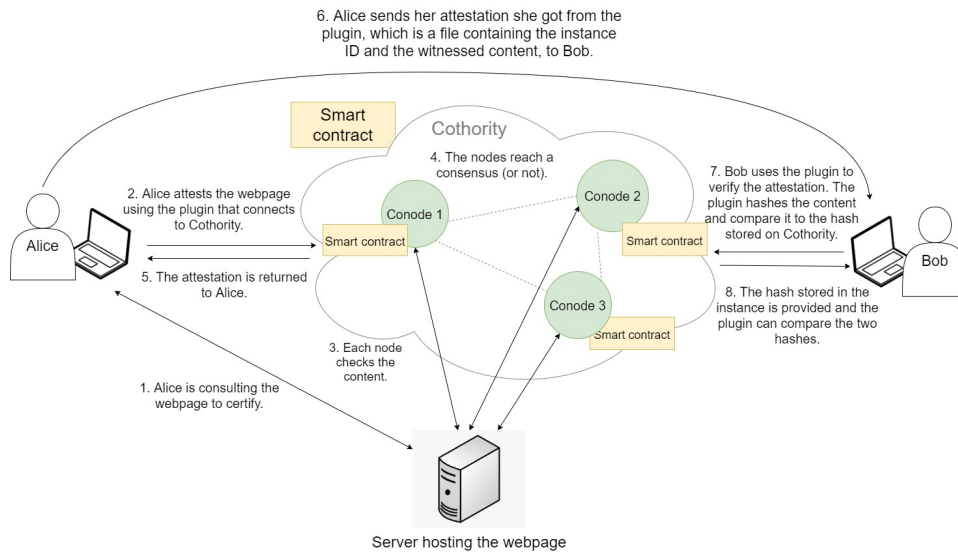 6. Alice sends her attestation she got from the
plugin, which is a file containing the instance
ID and the witnessed content, to Bob.
Smart
contract
Cothority
4. The nodes reach a
consensus (or not).
2. Alice attests the webpage
using the plugin that connects
to Cothority.
Conode 1
Conode 2
7. Bob uses the plugin to
verify the attestation. The
plugin hashes the content
and compare it to the hash
stored on Cothority.
Alice
Smart contract
Smart contract
Bob
5. The attestation is returned
to Alice.
Conode 3
8. The hash stored in the
instance is provided and the
plugin can compare the two
hashes.
Smart contract
3. Each node
checks the
content.
1. Alice is consulting the
webpage to certify.
Server hosting the webpage